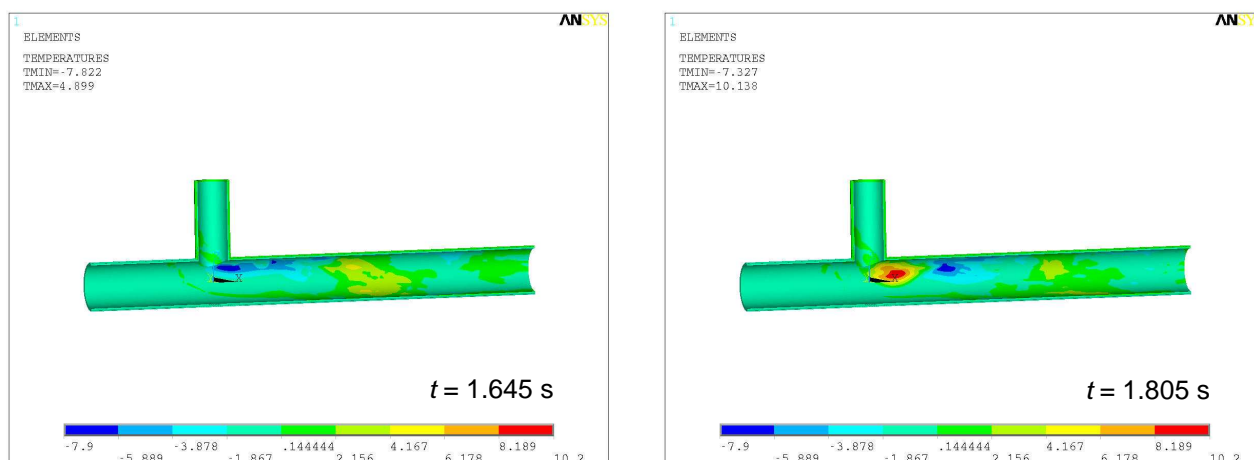 1
ANSYS
ELEMENTS
TEMPERATURES
TMIN=-7.822
TMAX=4.899
X
t = 1.645 s
-7.9 -3.878 .144444 4.167 8.189
-5.889 -1.867 2.156 6.178 10.2
1
ANSY
ELEMENTS
TEMPERATURES
TMIN=-7.327
TMAX=10.138
t = 1.805 s
-7.9 -3.878 .144444 4.167 8.189
-5.889 -1.867 2.156 6.178 10.2